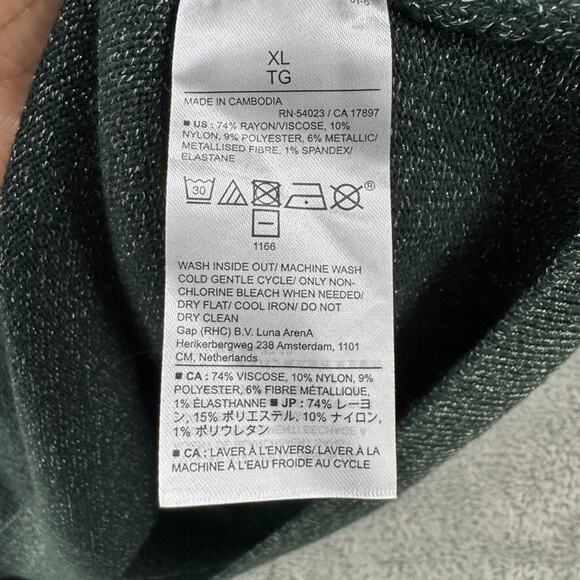 XL
TG
MADE IN CAMBODIA
RN-54023 / CA 17897
■ US : 74% RAYON/VISCOSE, 10%
NYLON, 9% POLYESTER, 6% METALLIC/
METALLISED FIBRE, 1% SPANDEX/
ELASTANE
30
®
1166
WASH INSIDE OUT/ MACHINE WASH
COLD GENTLE CYCLE/ ONLY NON-
CHLORINE BLEACH WHEN NEEDED/
DRY FLAT/ COOL IRON/ DO NOT
DRY CLEAN
Gap (RHC) B.V. Luna ArenA
Herikerbergweg 238 Amsterdam, 1101
CM, Netherlands
■ CA : 74% VISCOSE, 10% NYLON, 9%
POLYESTER, 6% FIBRE MÉTALLIQUE,
1% ÉLASTHANNE ■ JP : 74% レーヨ
ン, 15% ポリエステル, 10% ナイロン,
1% ポリウレタン
■ CA : LAVER À L'ENVERS/ LAVER À LA
MACHINE À L'EAU FROIDE AU CYCLE